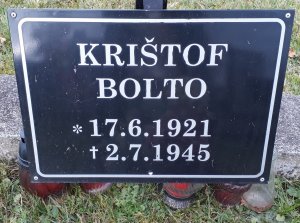 KRIŠTOF
BOLTO
* 17.6.1921
† 2.7.1945